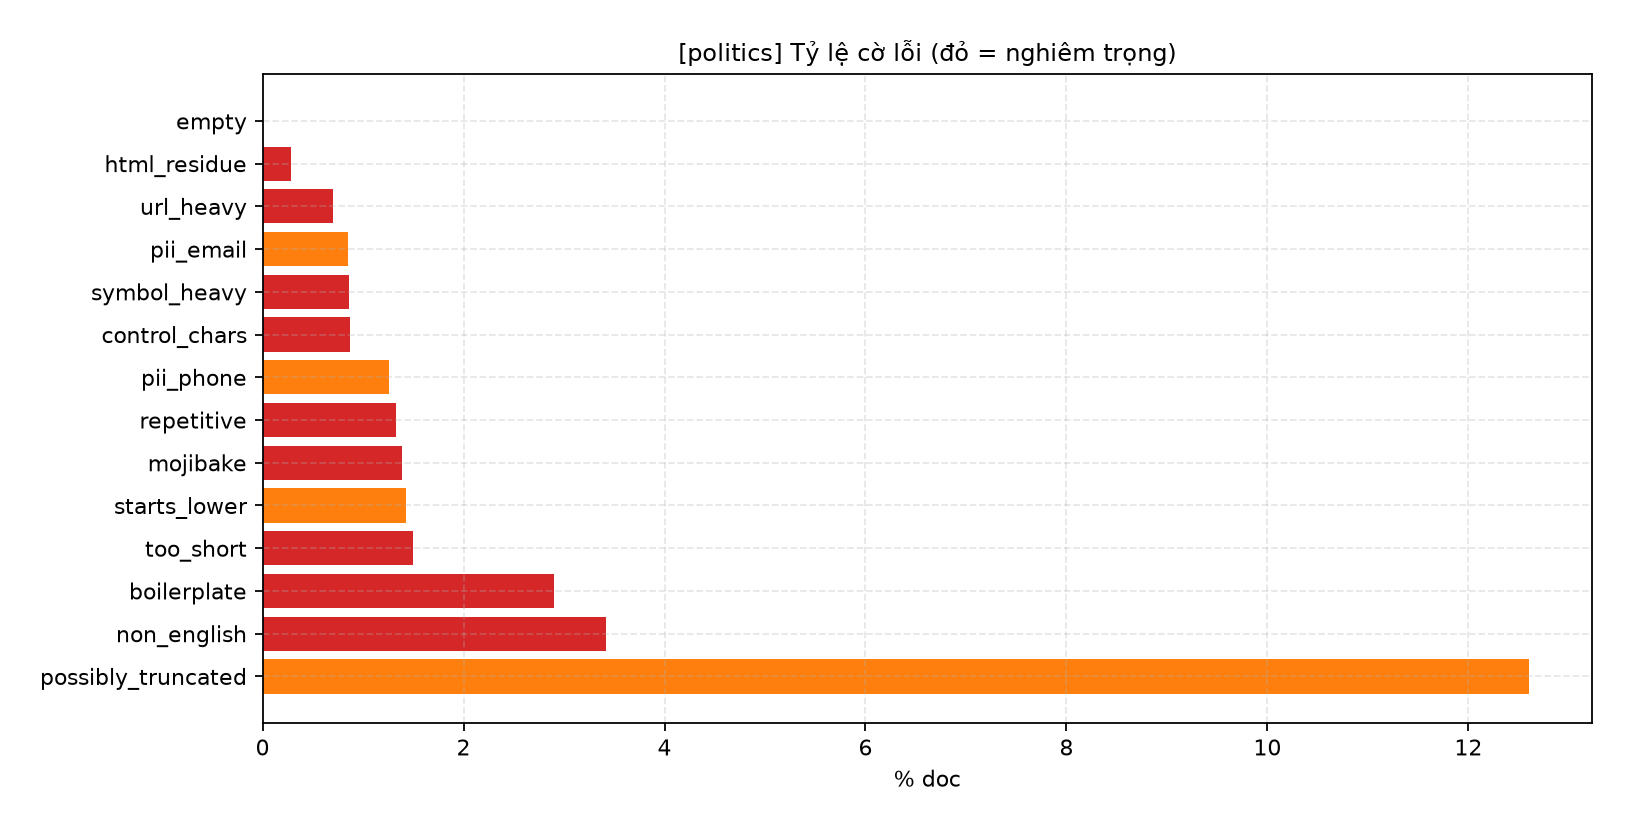 [politics] Tỷ lệ cờ lỗi (đỏ = nghiêm trọng)
empty
html_residue
url_heavy
pii_email
symbol_heavy
control_chars
pii_phone
repetitive
mojibake
starts_lower
too_short
boilerplate
non_english
possibly_truncated
0 2 4 6 8 10 12
% doc